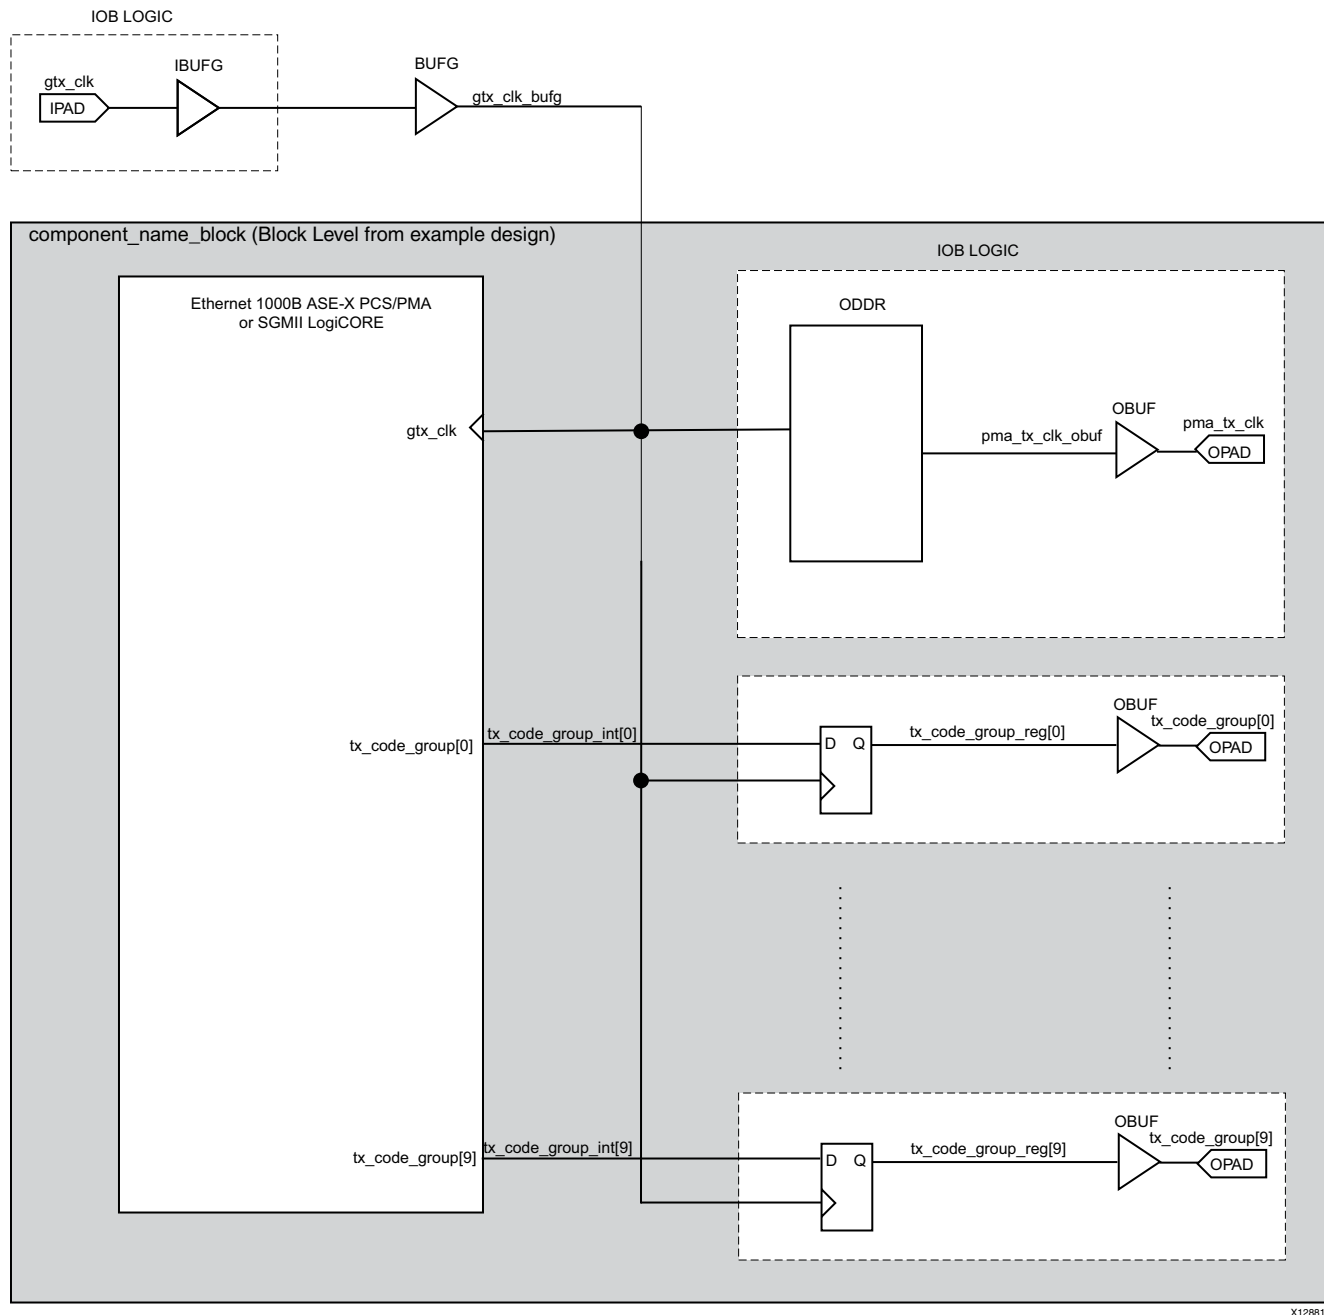 IOB LOGIC
gtx_clk
IPAD
IBUFG
BUFG
gtx_clk_bufg
component_name_block (Block Level from example design)
Ethernet 1000B ASE-X PCS/PMA
or SGMII LogiCORE
gtx_clk
IOB LOGIC
ODDR
pma_tx_clk_obuf
OBUF
pma_tx_clk
OPAD
tx_code_group[0]
tx_code_group_int[0]
D Q
tx_code_group_reg[0]
OBUF
tx_code_group[0]
OPAD
tx_code_group[9]
tx_code_group_int[9]
D Q
tx_code_group_reg[9]
OBUF
tx_code_group[9]
OPAD
X12881